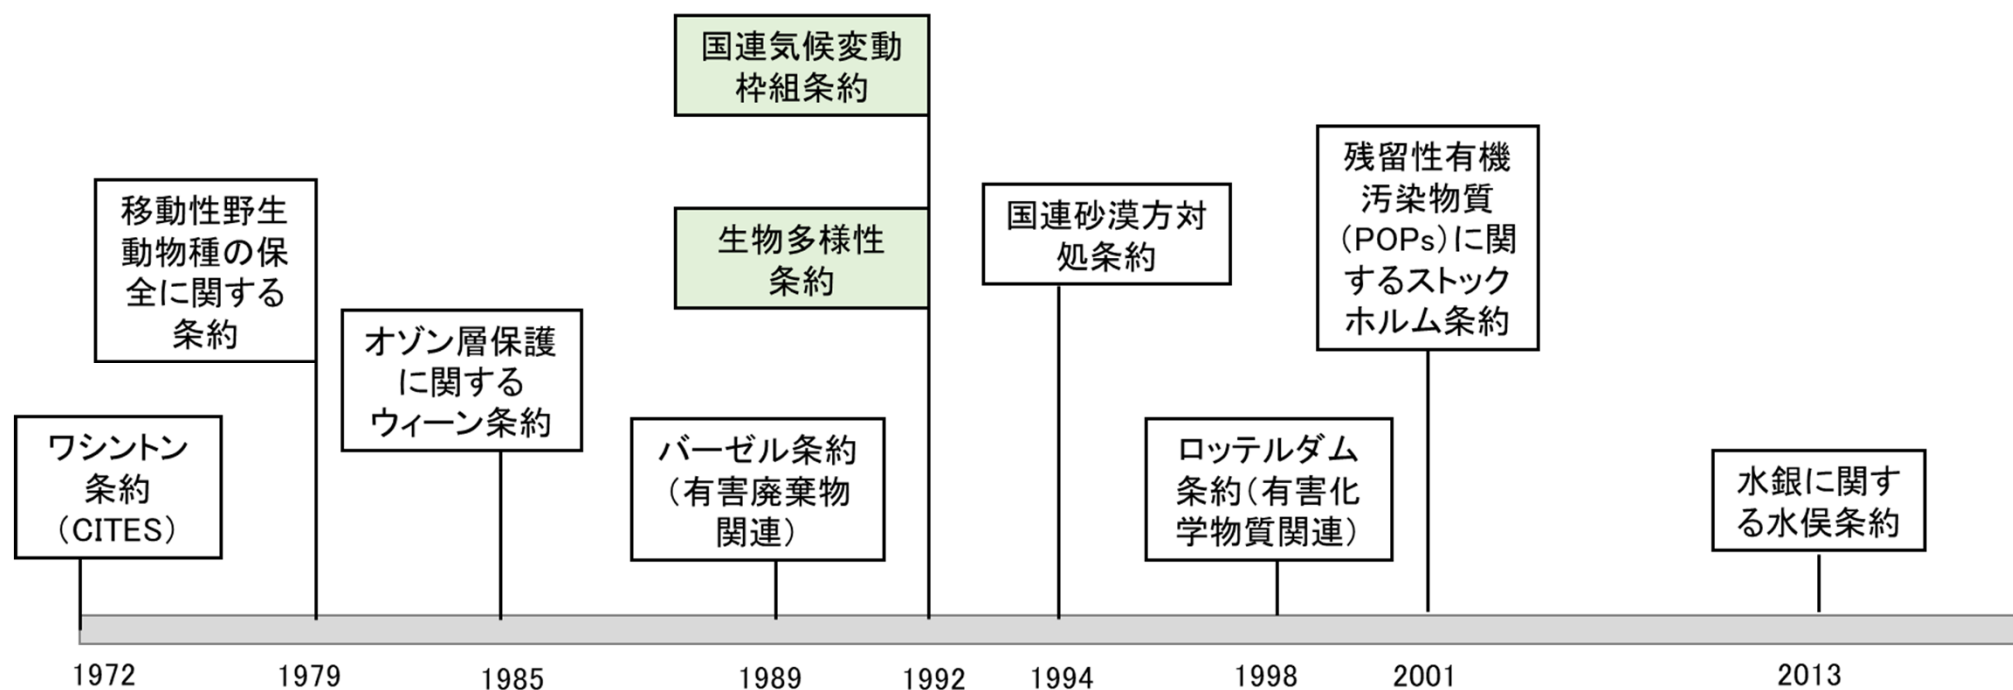 国連気候変動
枠組条約
移動性野生
動物種の保
全に関する
条約
生物多様性
条約
国連砂漠方対
処条約
残留性有機
汚染物質
（POPs）に関
するストック
ホルム条約
オゾン層保護
に関する
ウィーン条約
ワシントン
条約
（CITES）
バーゼル条約
（有害廃棄物
関連）
ロッテルダム
条約（有害化
学物質関連）
水銀に関す
る水俣条約
1972
1979
1985
1989
1992
1994
1998
2001
2013